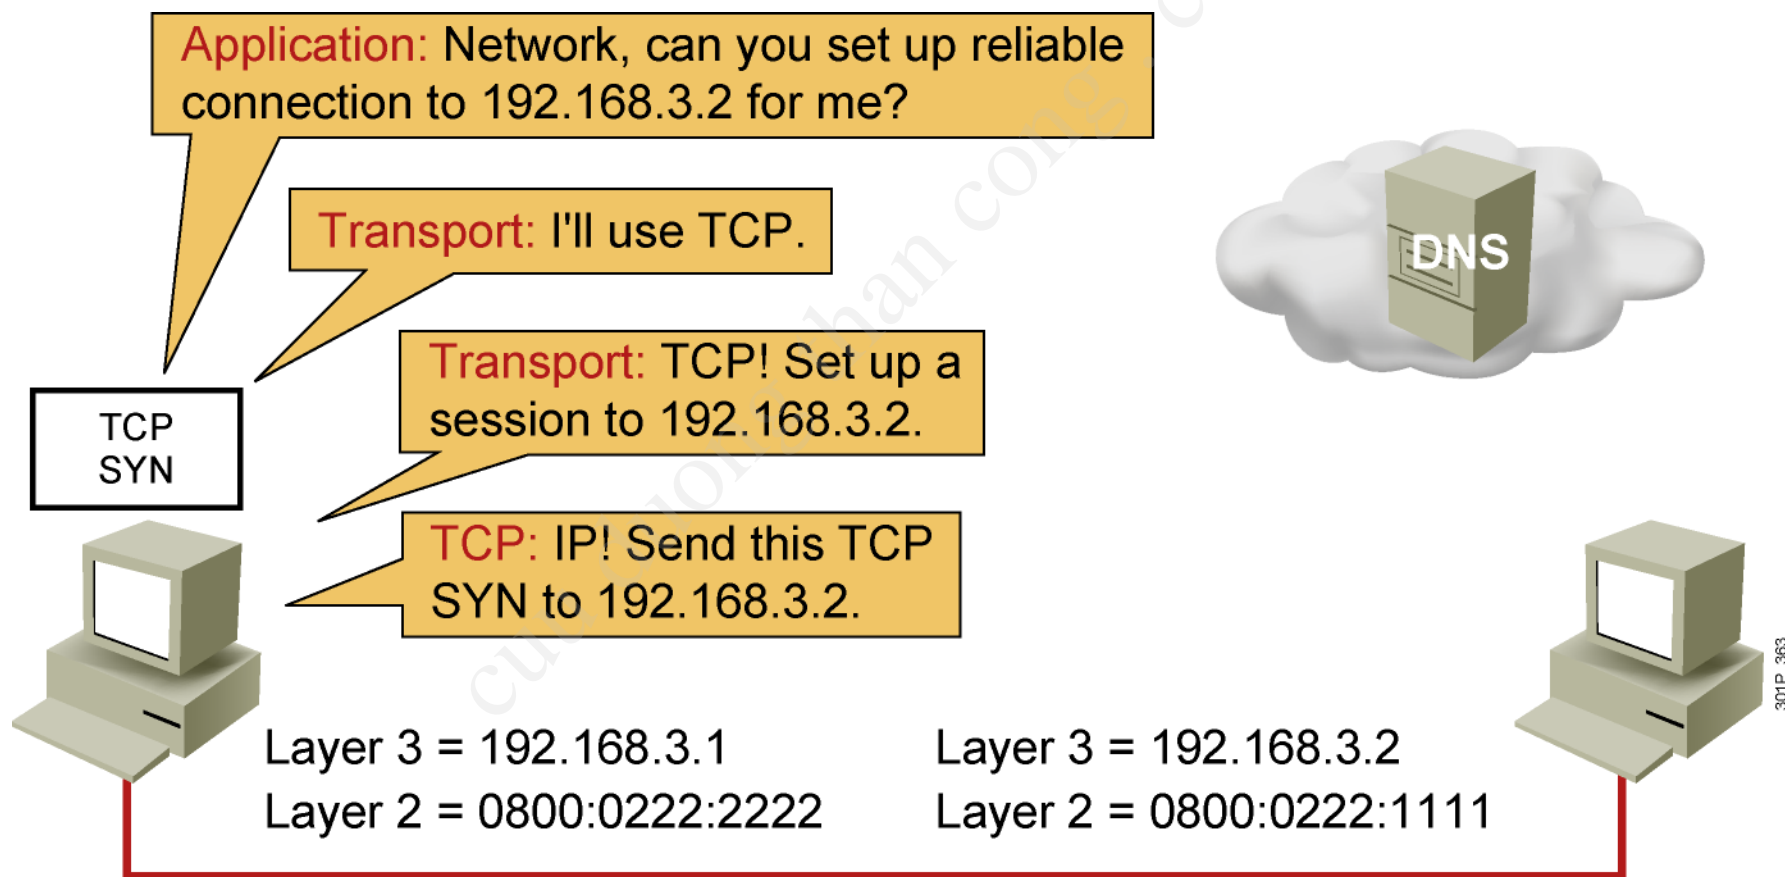 Application: Network, can you set up reliable
connection to 192.168.3.2 for me?
Transport: I'll use TCP.
DNS
Transport: TCP! Set up a
session to 192.168.3.2.
TCP
SYN
TCP: IP! Send this TCP
SYN to 192.168.3.2.
Layer 3 = 192.168.3.1
Layer 2 = 0800:0222:2222
Layer 3 = 192.168.3.2
Layer 2 = 0800:0222:1111
301P_363